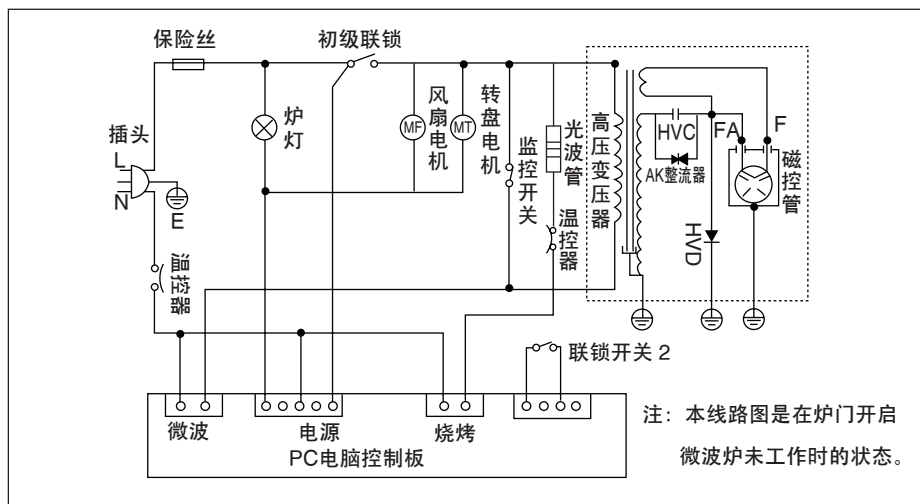 保险丝
初级联锁
插头
L
N
E
炉灯
MF
风扇电机
MT
转盘电机
监控开关
光波管
温控器
高压变压器
HVC
AK整流器
FA
F
磁控管
HVD
温控器
联锁开关 2
微波
电源
烧烤
PC电脑控制板
注：本线路图是在炉门开启
微波炉未工作时的状态。